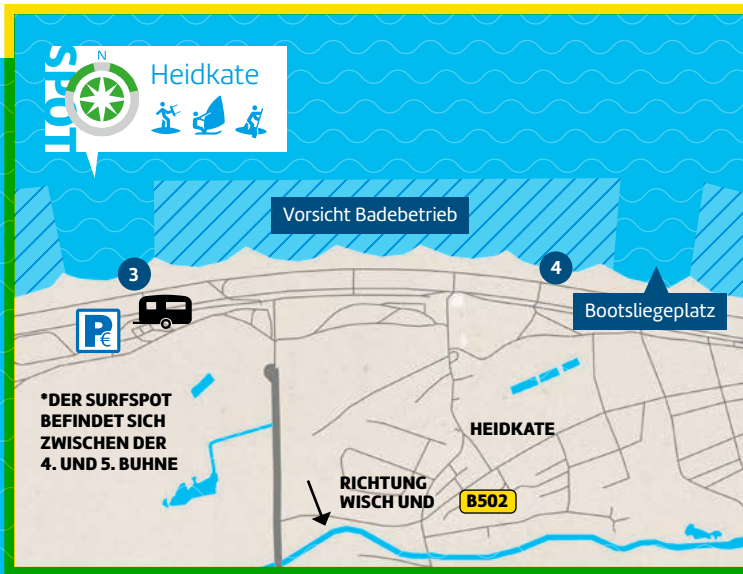 SPOT
N
Heidkate
Vorsicht Badebetrieb
3
4
Bootsliegeplatz
P€
*DER SURFSPOT
BEFINDET SICH
ZWISCHEN DER
4. UND 5. BUHNE
HEIDKATE
RICHTUNG
WISCH UND B502